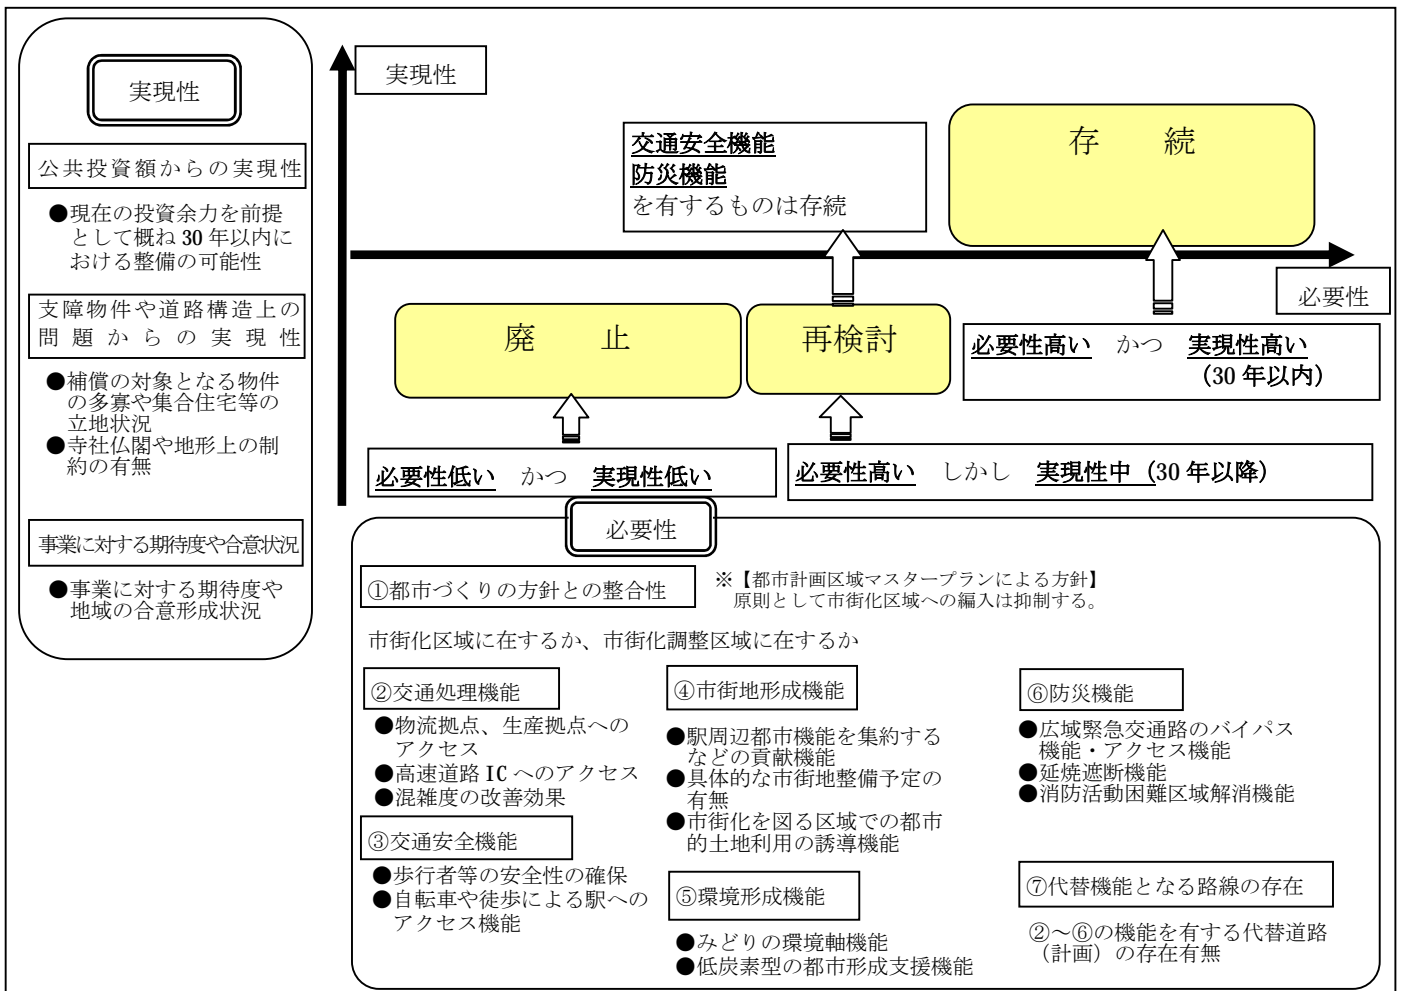 実現性
公共投資額からの実現性
●現在の投資余力を前提
として概ね 30 年以内に
おける整備の可能性
支障物件や道路構造上の
問題からの実現性
●補償の対象となる物件
の多寡や集合住宅等の
立地状況
●寺社仏閣や地形上の制
約の有無
事業に対する期待度や合意状況
●事業に対する期待度や
地域の合意形成状況
実現性
交通安全機能
防災機能
を有するものは存続
存　続
必要性
廃　止
再検討
必要性高い　かつ　実現性高い
（30 年以内）
必要性低い　かつ　実現性低い
必要性高い　しかし　実現性中（30 年以降）
必要性
①都市づくりの方針との整合性
※【都市計画区域マスタープランによる方針】
原則として市街化区域への編入は抑制する。
市街化区域に在するか、市街化調整区域に在するか
②交通処理機能
●物流拠点、生産拠点への
アクセス
●高速道路 IC へのアクセス
●混雑度の改善効果
③交通安全機能
●歩行者等の安全性の確保
●自転車や徒歩による駅への
アクセス機能
④市街地形成機能
●駅周辺都市機能を集約する
などの貢献機能
●具体的な市街地整備予定の
有無
●市街化を図る区域での都市
的土地利用の誘導機能
⑤環境形成機能
●みどりの環境軸機能
●低炭素型の都市形成支援機能
⑥防災機能
●広域緊急交通路のバイパス
機能・アクセス機能
●延焼遮断機能
●消防活動困難区域解消機能
⑦代替機能となる路線の存在
②～⑥の機能を有する代替道路
（計画）の存在有無